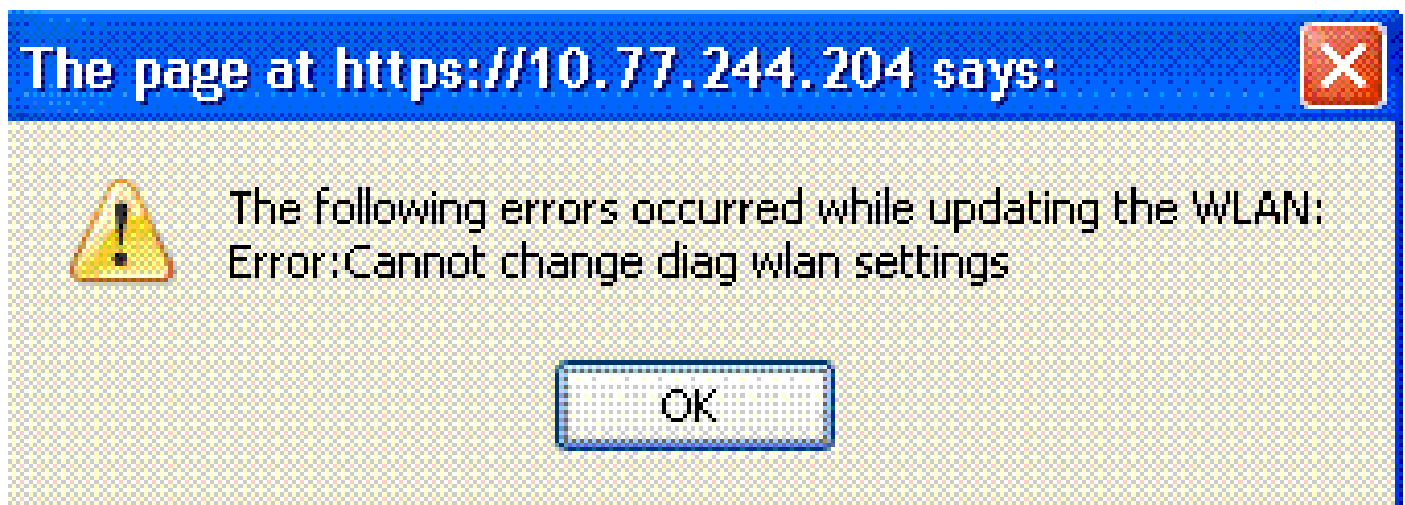 The page at https://10.77.244.204 says:
The following errors occurred while updating the WLAN:
Error:Cannot change diag wlan settings
OK